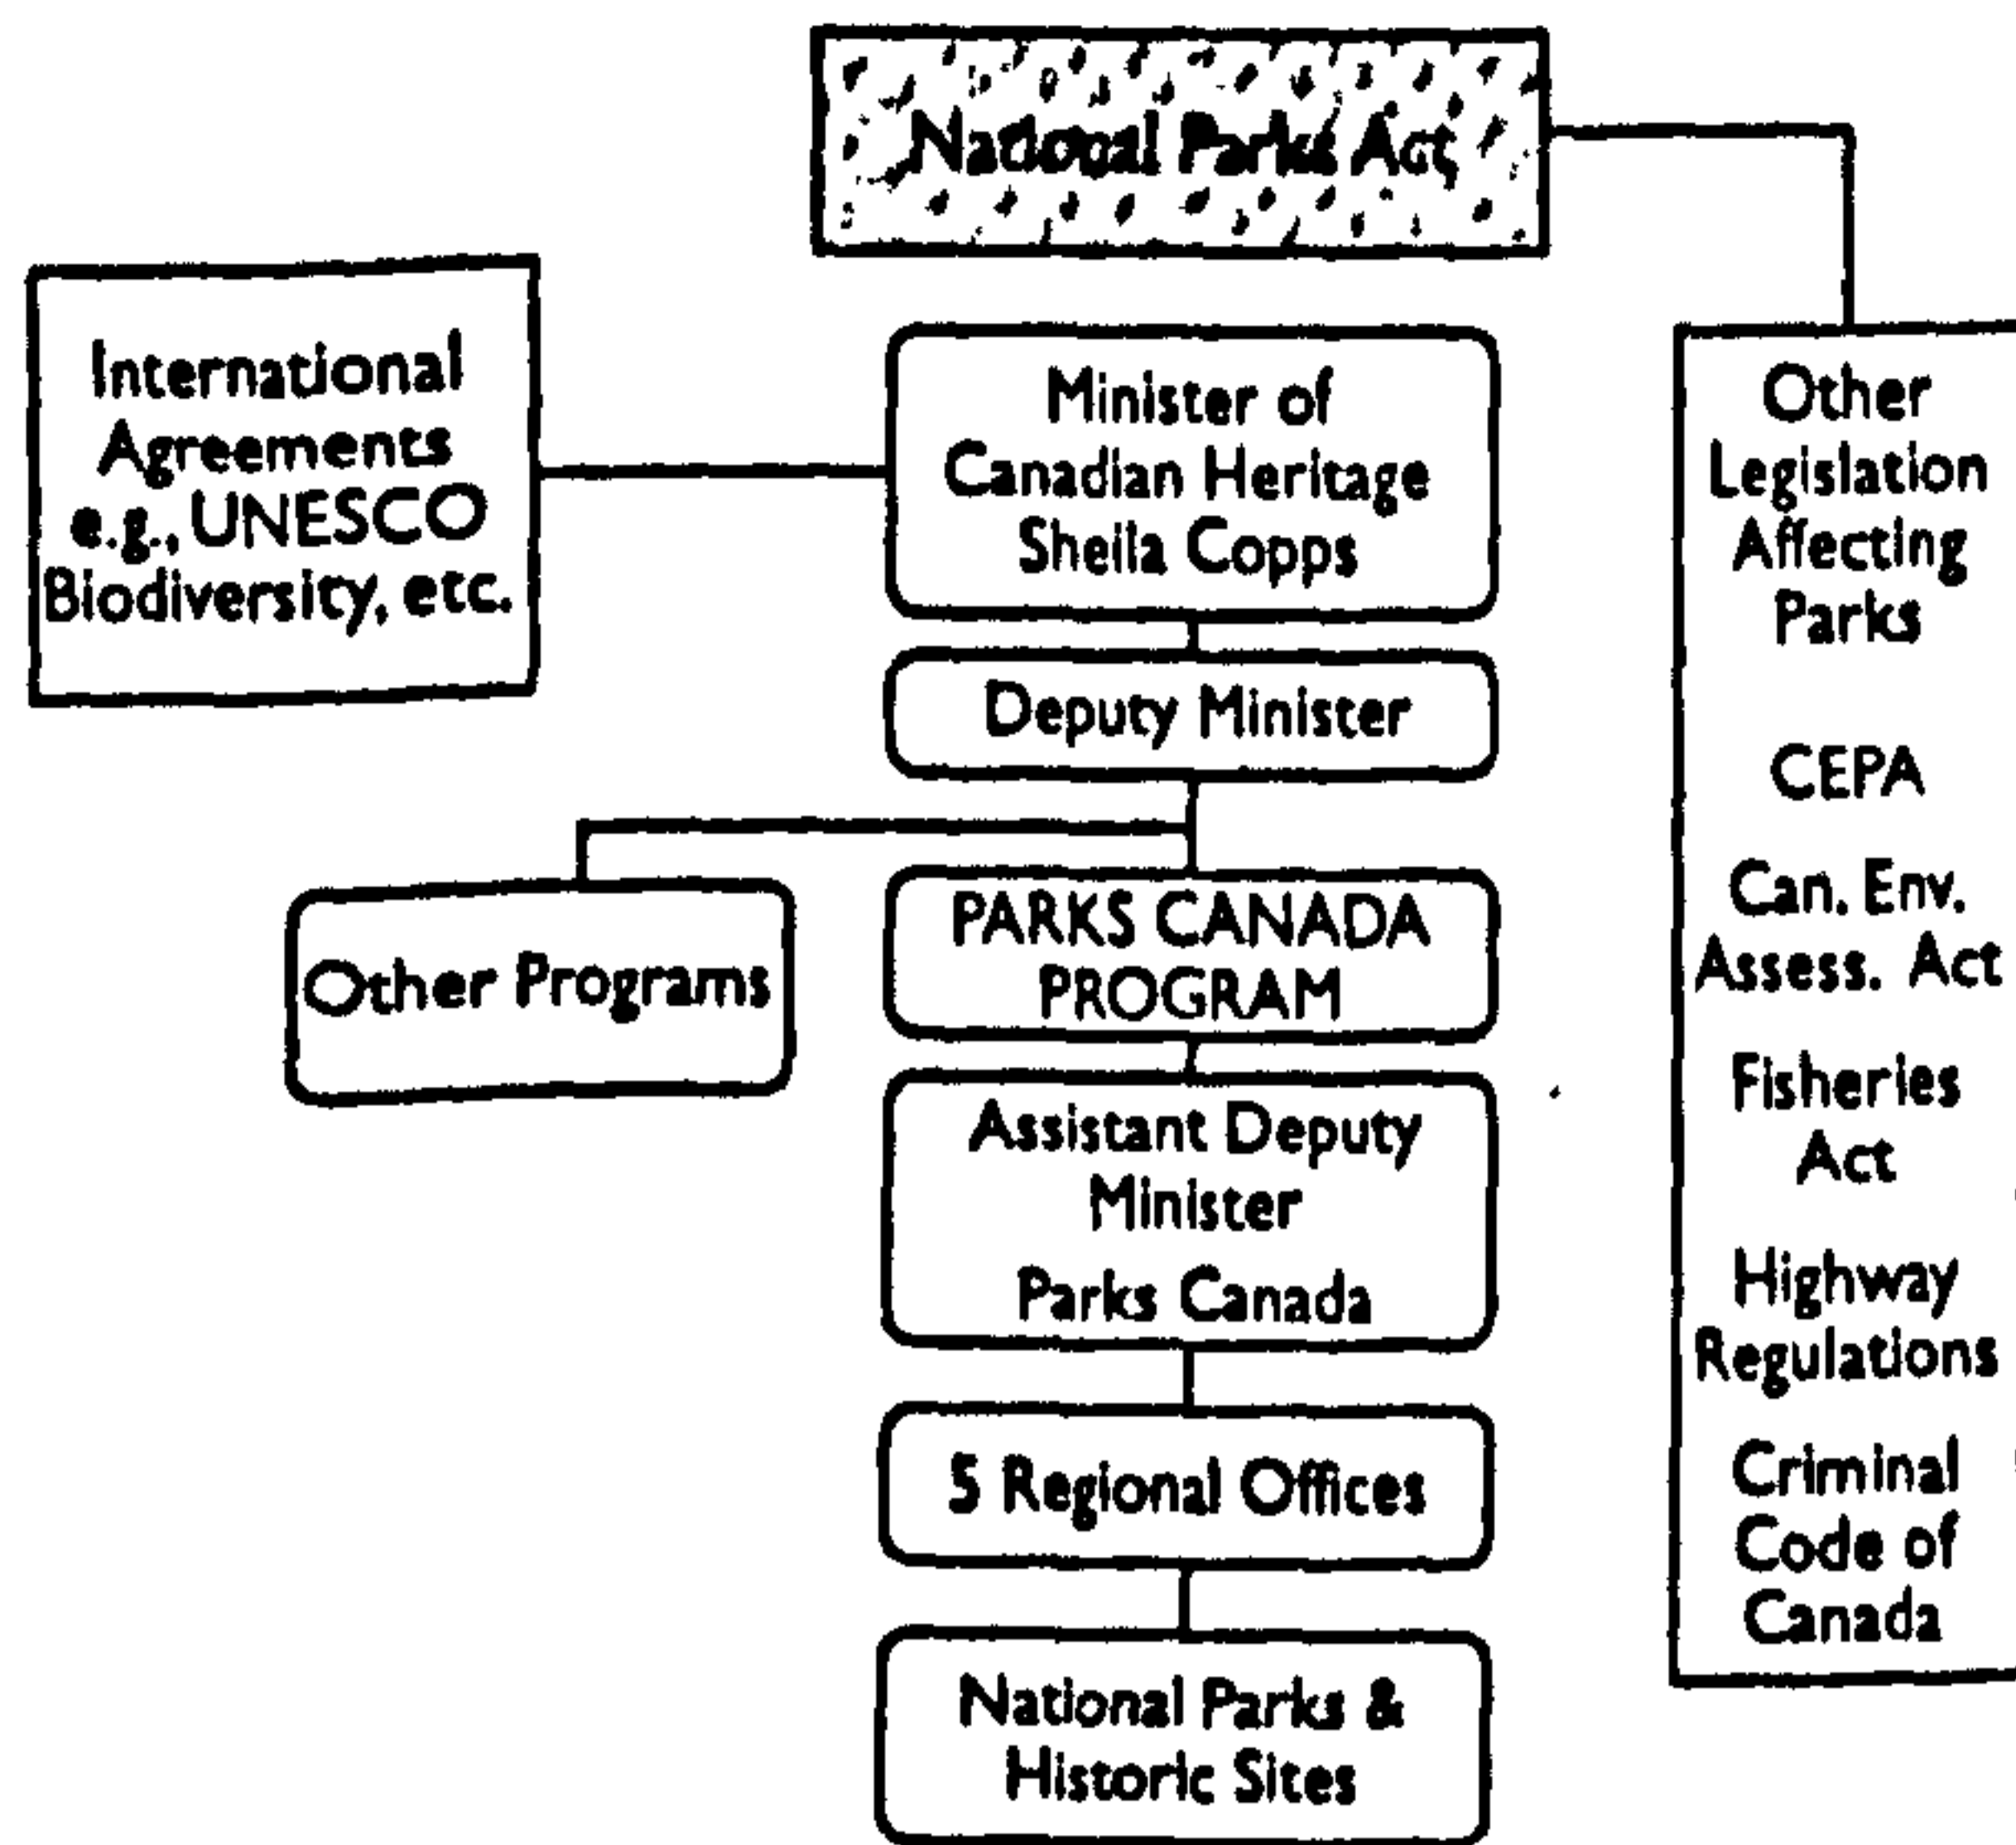 National Parks Act
International
Agreements
e.g., UNESCO
Biodiversity, etc.
Minister of
Canadian Heritage
Sheila Copps
Deputy Minister
Other Programs
PARKS CANADA
PROGRAM
Assistant Deputy
Minister
Parks Canada
5 Regional Offices
National Parks &
Historic Sites
Other
Legislation
Affecting
Parks
CEPA
Can. Env.
Assess. Act
Fisheries
Act
Highway
Regulations
Criminal
Code of
Canada